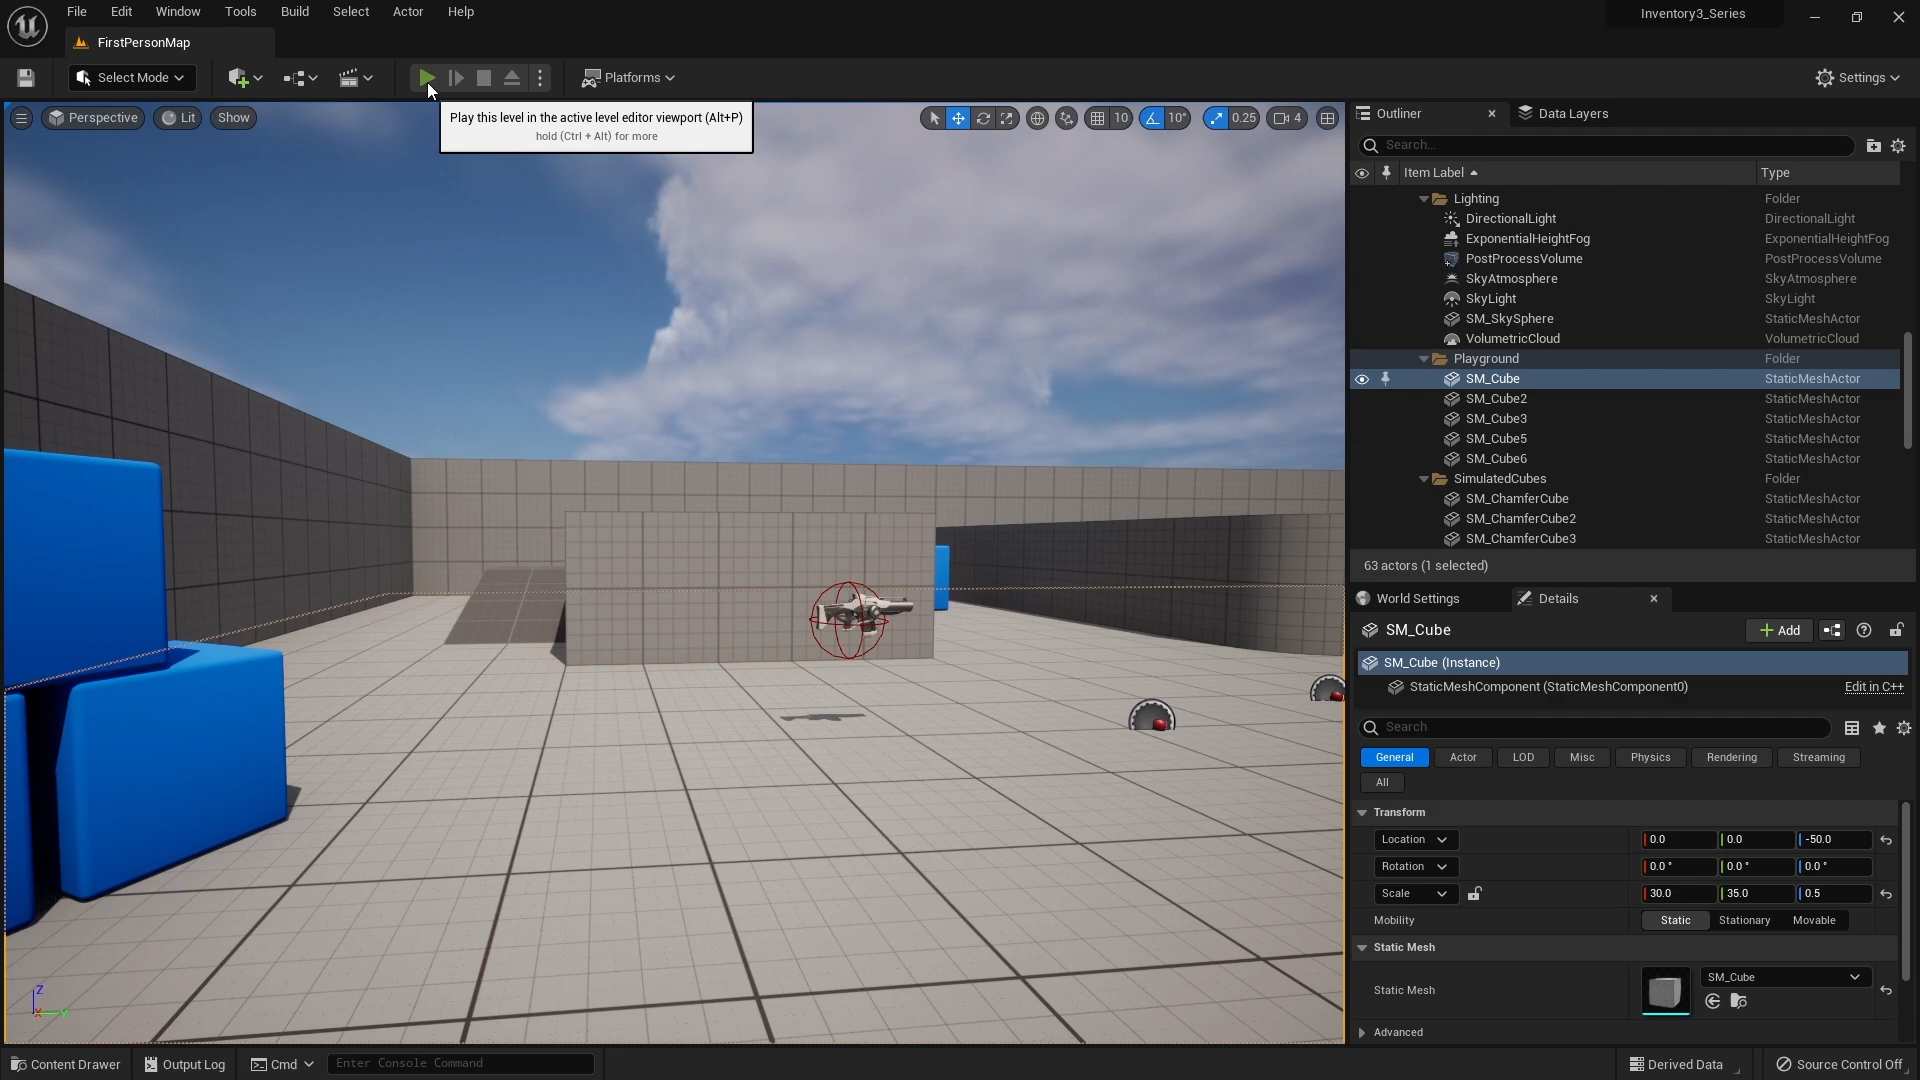 File Edit Window Tools Build Select Actor Help
Inventory3_Series
FirstPersonMap
Select Mode
Platforms
Settings
Perspective Lit Show
Play this level in the active level editor viewport (Alt+P)
hold (Ctrl + Alt) for more
10 10° 0.25 4
Outliner Data Layers
Search...
Item Label Type
Lighting Folder
DirectionalLight DirectionalLight
ExponentialHeightFog ExponentialHeightFog
PostProcessVolume PostProcessVolume
SkyAtmosphere SkyAtmosphere
SkyLight SkyLight
SM_SkySphere StaticMeshActor
VolumetricCloud VolumetricCloud
Playground Folder
SM_Cube StaticMeshActor
SM_Cube2 StaticMeshActor
SM_Cube3 StaticMeshActor
SM_Cube5 StaticMeshActor
SM_Cube6 StaticMeshActor
SimulatedCubes Folder
SM_ChamferCube StaticMeshActor
SM_ChamferCube2 StaticMeshActor
SM_ChamferCube3 StaticMeshActor
63 actors (1 selected)
World Settings Details
SM_Cube
Add
SM_Cube (Instance)
StaticMeshComponent (StaticMeshComponent0) Edit in C++
Search
General Actor LOD Misc Physics Rendering Streaming
All
Transform
Location 0.0 0.0 -50.0
Rotation 0.0° 0.0° 0.0°
Scale 30.0 35.0 0.5
Mobility Static Stationary Movable
Static Mesh
Static Mesh SM_Cube
Advanced
Z
X Y
Content Drawer Output Log Cmd Enter Console Command
Derived Data Source Control Off